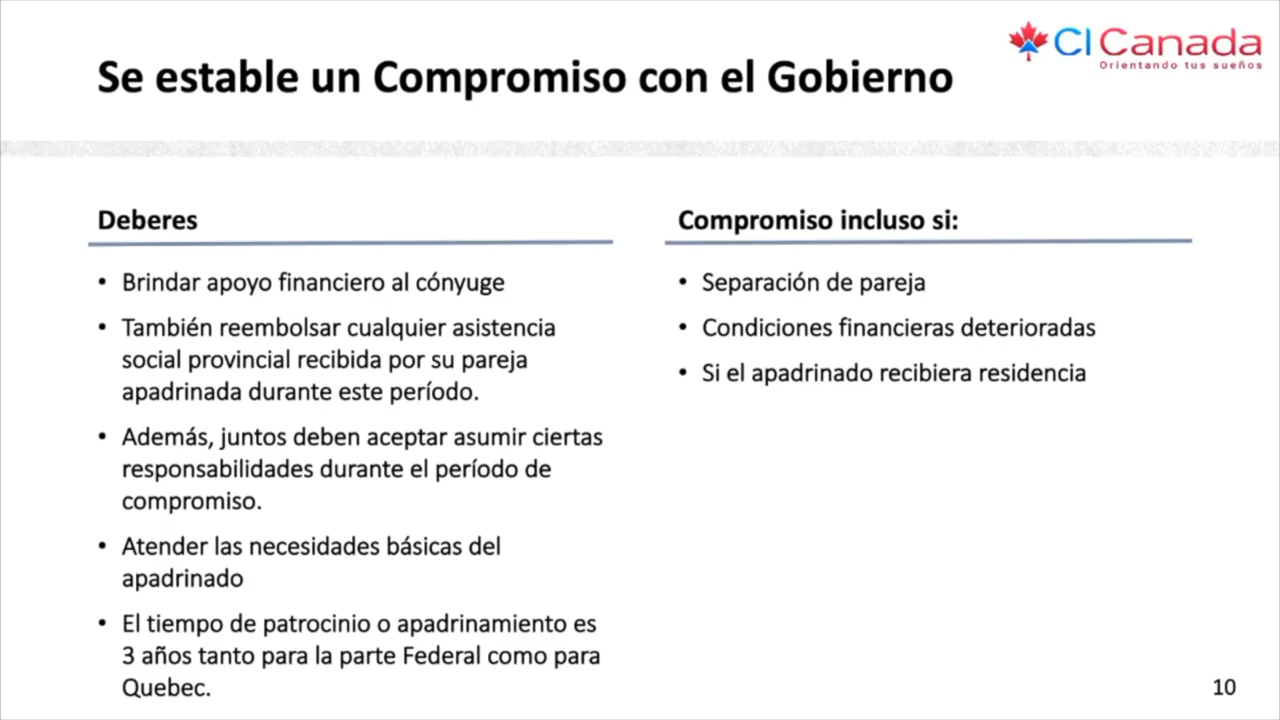 CI Canada
Orientando tus sueños
Se estable un Compromiso con el Gobierno
Deberes
• Brindar apoyo financiero al cónyuge
• También reembolsar cualquier asistencia
social provincial recibida por su pareja
apadrinada durante este período.
• Además, juntos deben aceptar asumir ciertas
responsabilidades durante el período de
compromiso.
• Atender las necesidades básicas del
apadrinado
• El tiempo de patrocinio o apadrinamiento es
3 años tanto para la parte Federal como para
Quebec.
Compromiso incluso si:
• Separación de pareja
• Condiciones financieras deterioradas
• Si el apadrinado recibiera residencia
10